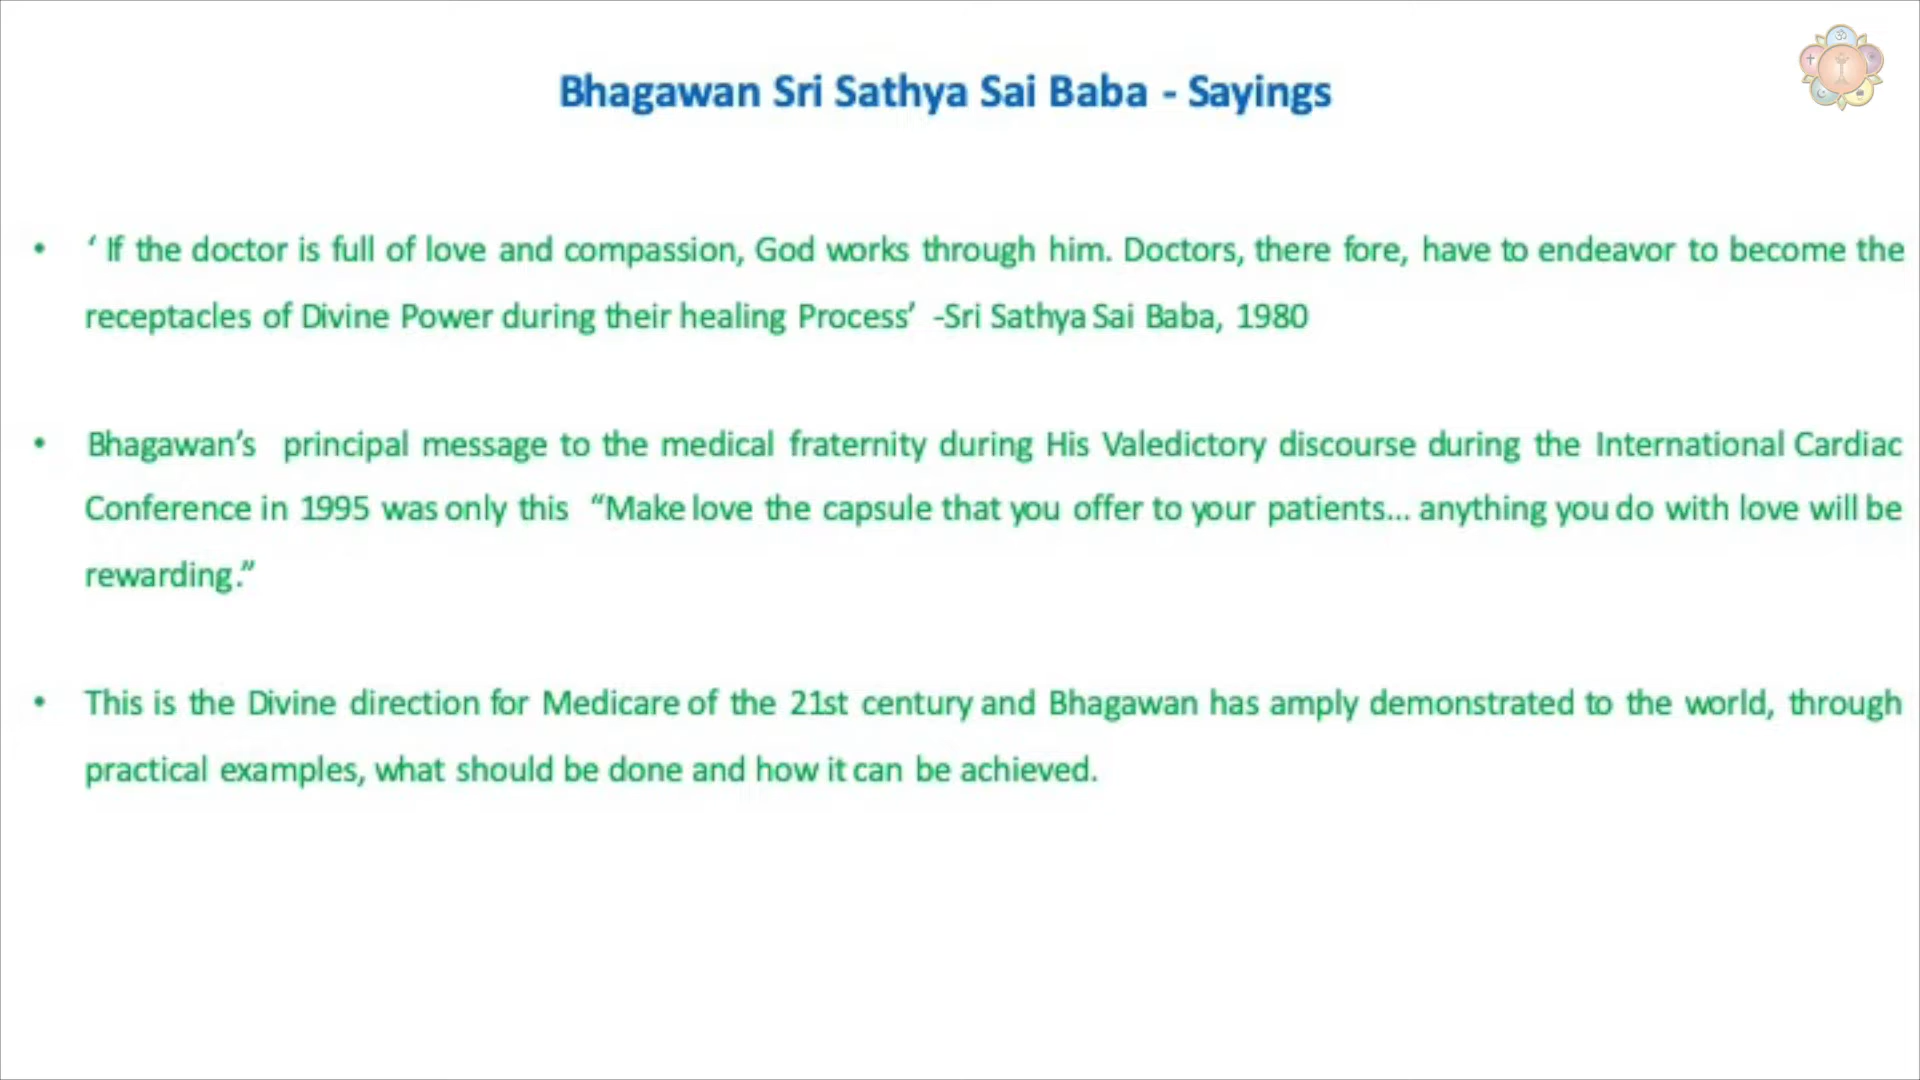 Bhagawan Sri Sathya Sai Baba - Sayings
• ‘ If the doctor is full of love and compassion, God works through him. Doctors, there fore, have to endeavor to become the
receptacles of Divine Power during their healing Process’ -Sri Sathya Sai Baba, 1980
• Bhagawan’s principal message to the medical fraternity during His Valedictory discourse during the International Cardiac
Conference in 1995 was only this “Make love the capsule that you offer to your patients... anything you do with love will be
rewarding.”
• This is the Divine direction for Medicare of the 21st century and Bhagawan has amply demonstrated to the world, through
practical examples, what should be done and how it can be achieved.